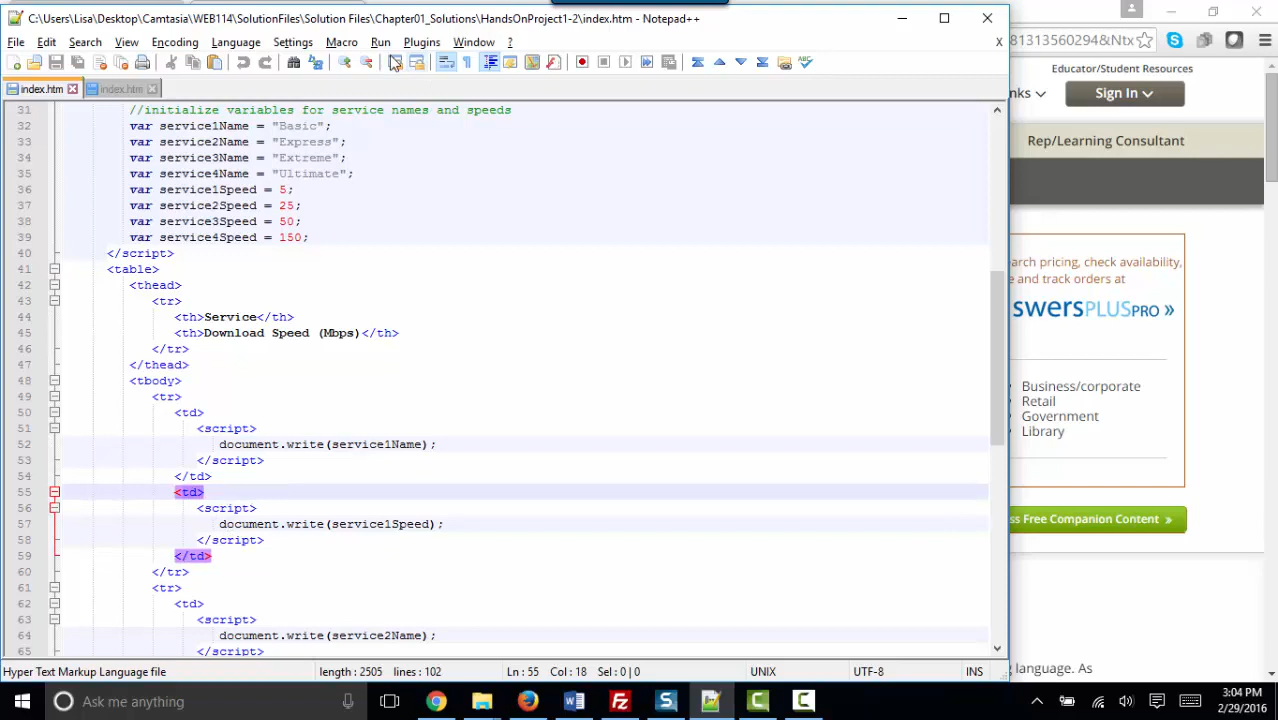 C:\Users\Lisa\Desktop\Camtasia\WEB114\SolutionFiles\Solution Files\Chapter01_Solutions\HandsOnProject1-2\index.htm - Notepad++
File Edit Search View Encoding Language Settings Macro Run Plugins Window ? X
index.htm index.htm
31 //initialize variables for service names and speeds
32 var service1Name = "Basic";
33 var service2Name = "Express";
34 var service3Name = "Extreme";
35 var service4Name = "Ultimate";
36 var service1Speed = 5;
37 var service2Speed = 25;
38 var service3Speed = 50;
39 var service4Speed = 150;
40 </script>
41 <table>
42 <thead>
43 <tr>
44 <th>Service</th>
45 <th>Download Speed (Mbps)</th>
46 </tr>
47 </thead>
48 <tbody>
49 <tr>
50 <td>
51 <script>
52 document.write(service1Name);
53 </script>
54 </td>
55 <td>
56 <script>
57 document.write(service1Speed);
58 </script>
59 </td>
60 </tr>
61 <tr>
62 <td>
63 <script>
64 document.write(service2Name);
65 </script>
Hyper Text Markup Language file length : 2505 lines : 102 Ln : 55 Col : 18 Sel : 0 | 0 UNIX UTF-8 INS
81313560294&Ntx
Educator/Student Resources
nks Sign In
Rep/Learning Consultant
arch pricing, check availability,
e and track orders at
swersPLUSPRO »
Business/corporate
Retail
Government
Library
ss Free Companion Content »
ng language. As
Ask me anything
3:04 PM
2/29/2016